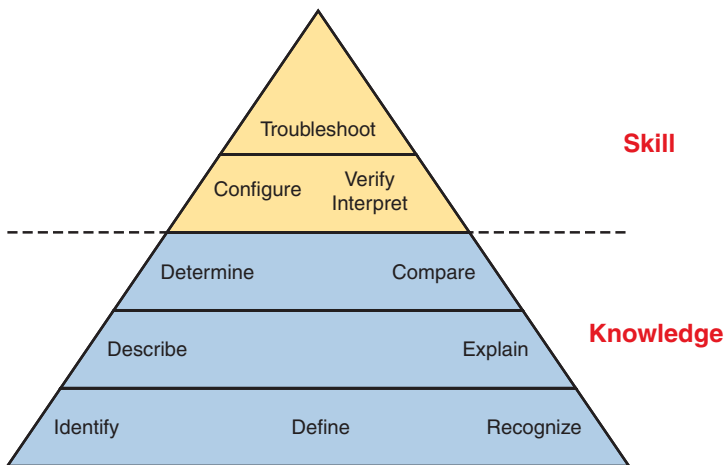 Troubleshoot
Skill
Configure
Verify
Interpret
Determine
Compare
Knowledge
Describe
Explain
Identify
Define
Recognize